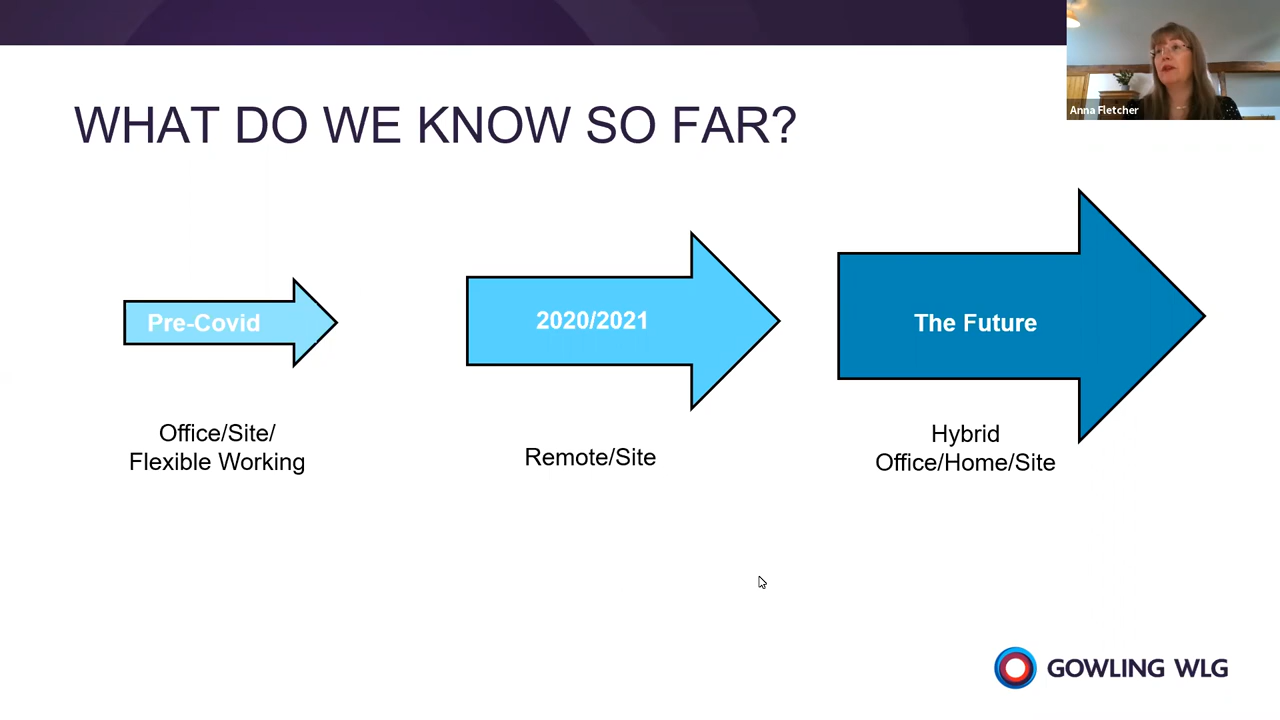 Anna Fletcher
WHAT DO WE KNOW SO FAR?
Pre-Covid
2020/2021
The Future
Office/Site/
Flexible Working
Remote/Site
Hybrid
Office/Home/Site
GOWLING WLG